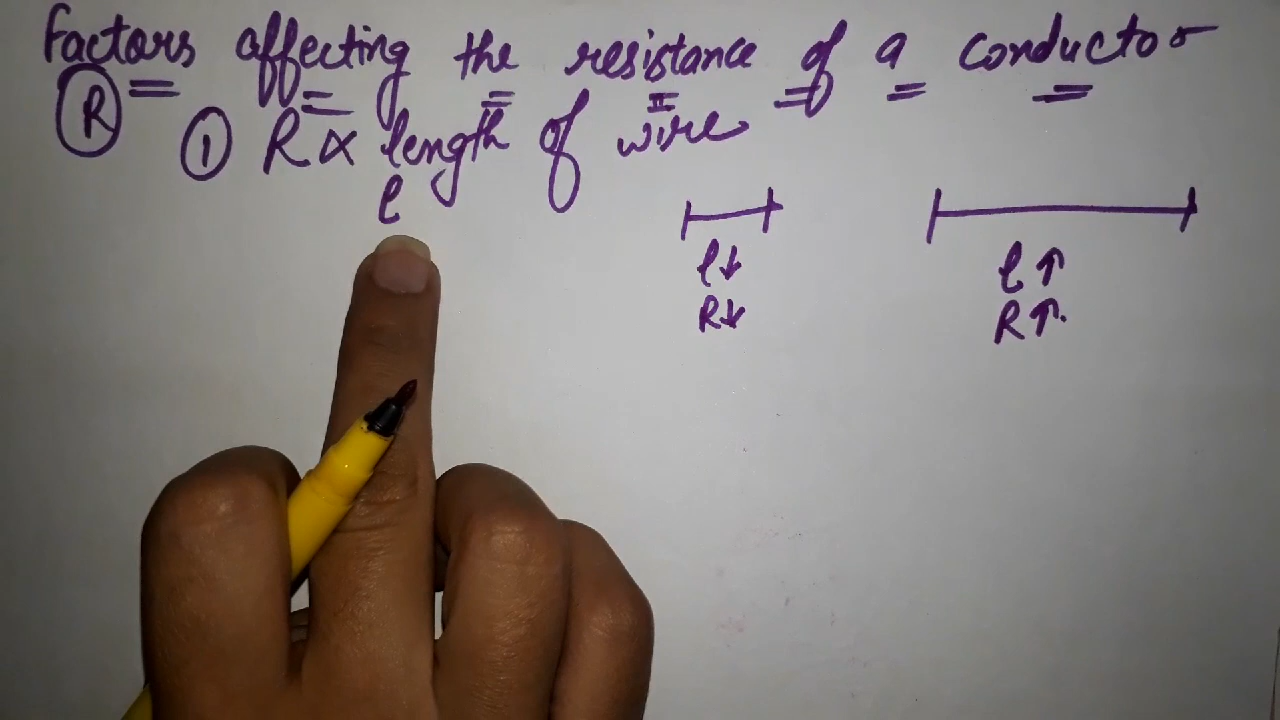 Factors affecting the resistance of a conductor
R
① R ∝ length of wire
l
l↓
R↓
l↑
R↑